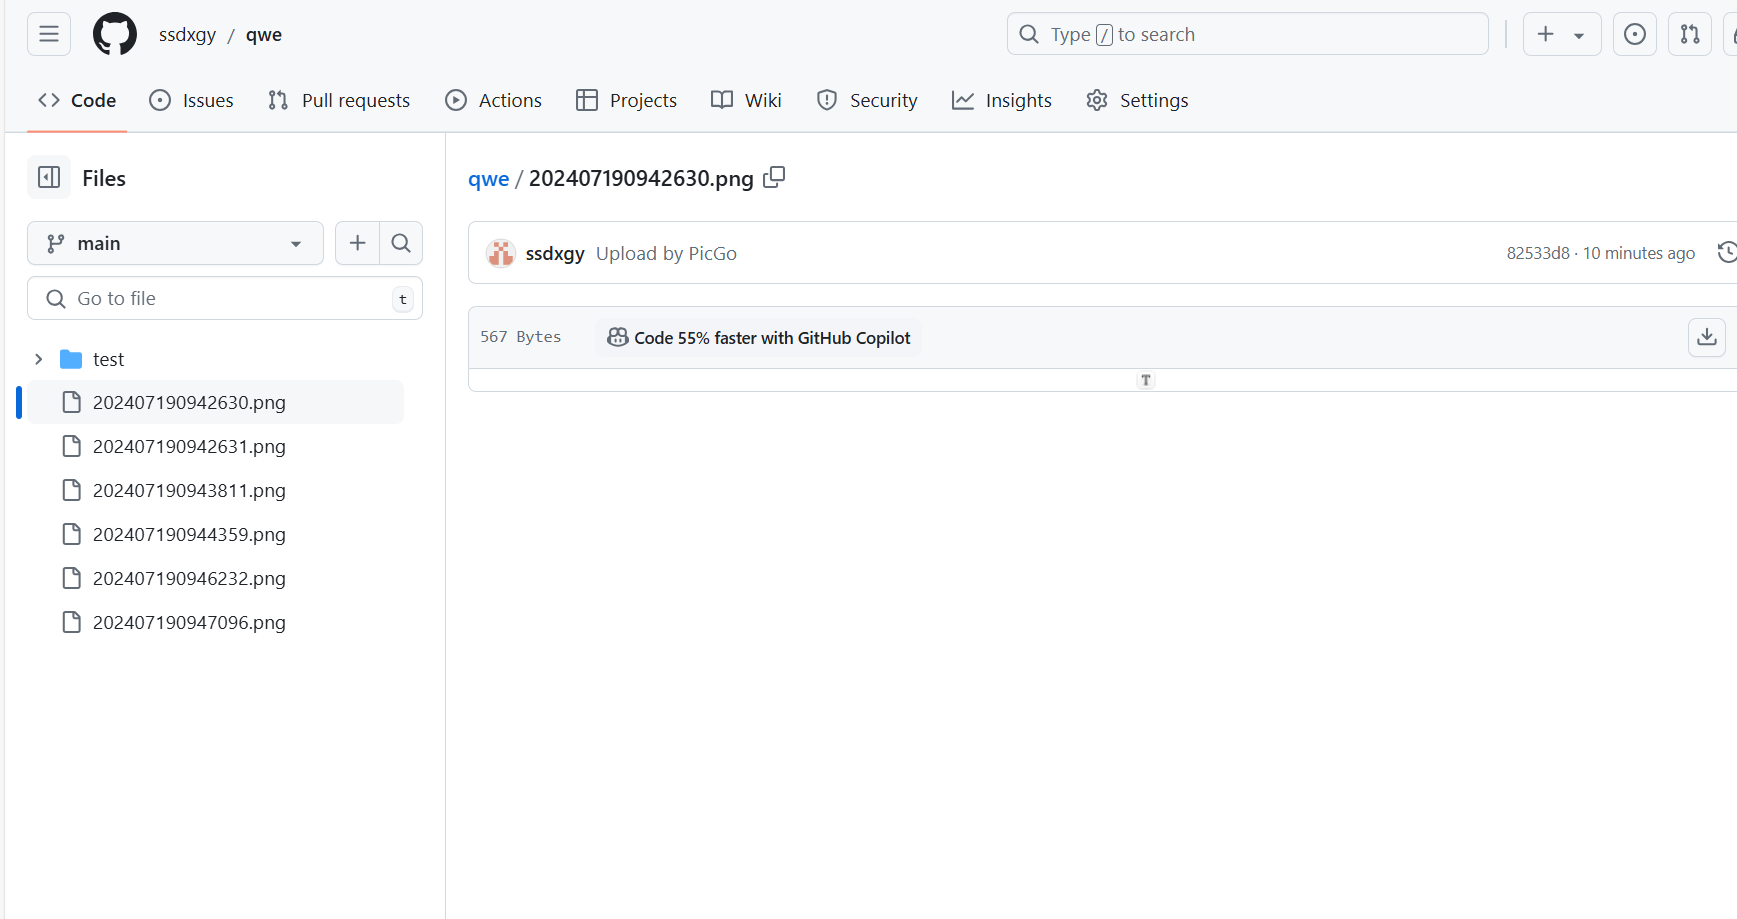 ssdxgy / qwe
Type / to search
Code Issues Pull requests Actions Projects Wiki Security Insights Settings
Files
main
Go to file t
test
202407190942630.png
202407190942631.png
202407190943811.png
202407190944359.png
202407190946232.png
202407190947096.png
qwe / 202407190942630.png
ssdxgy Upload by PicGo 82533d8 · 10 minutes ago
567 Bytes Code 55% faster with GitHub Copilot
T